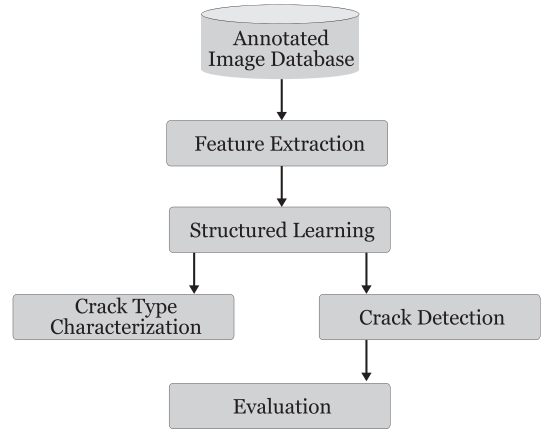 Annotated
Image Database
Feature Extraction
Structured Learning
Crack Type
Characterization
Crack Detection
Evaluation